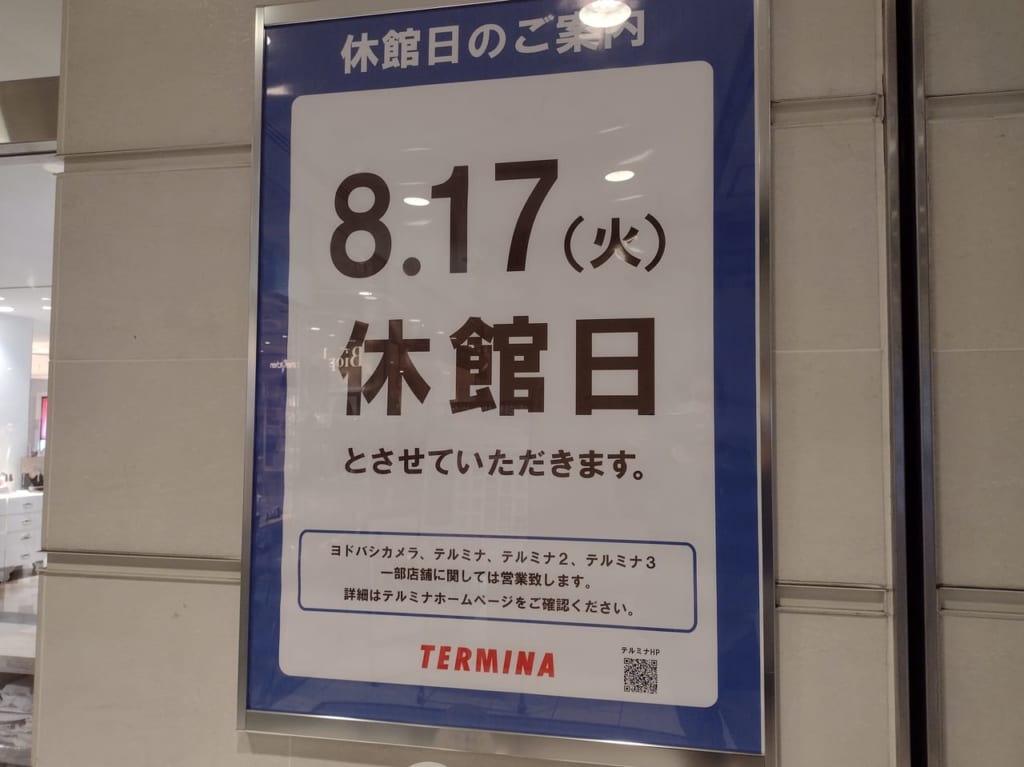 休館日のご案内
8.17(火)
休館日
とさせていただきます。
ヨドバシカメラ、テルミナ、テルミナ2、テルミナ3
一部店舗に関しては営業致します。
詳細はテルミナホームページをご確認ください。
TERMINA
テルミナHP